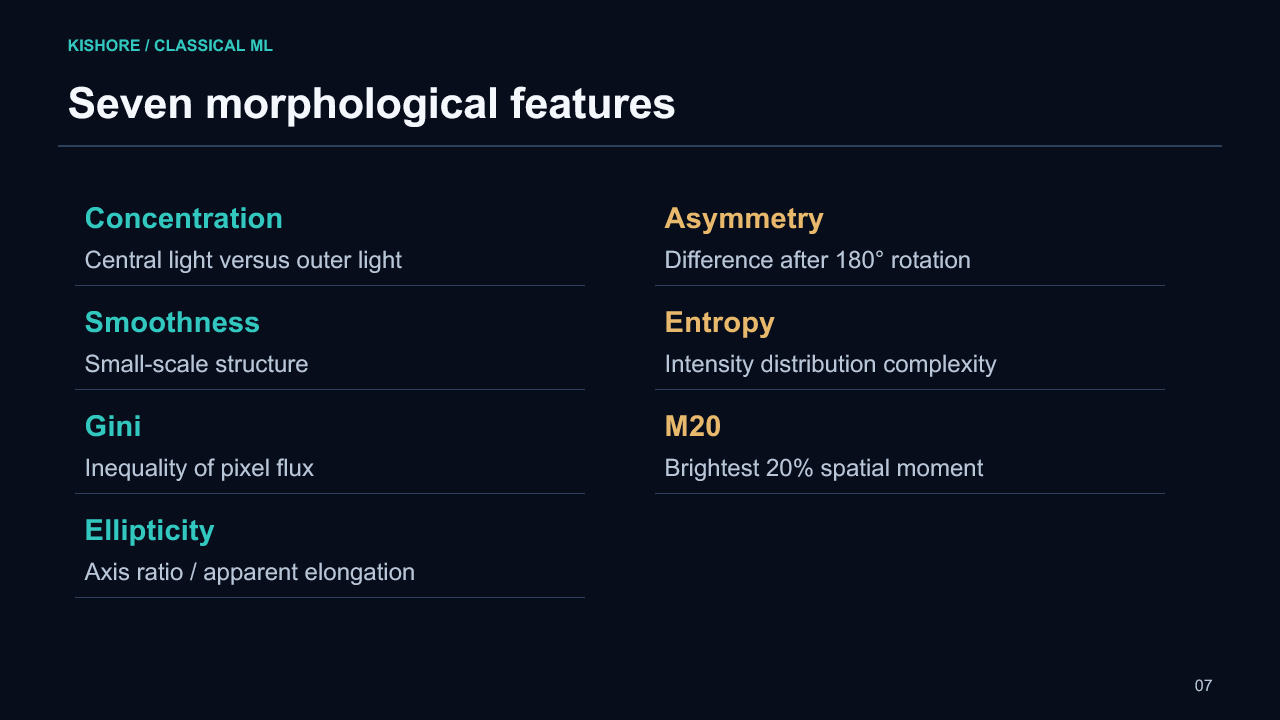 KISHORE / CLASSICAL ML
Seven morphological features
Concentration
Central light versus outer light
Asymmetry
Difference after 180° rotation
Smoothness
Small-scale structure
Entropy
Intensity distribution complexity
Gini
Inequality of pixel flux
M20
Brightest 20% spatial moment
Ellipticity
Axis ratio / apparent elongation
07